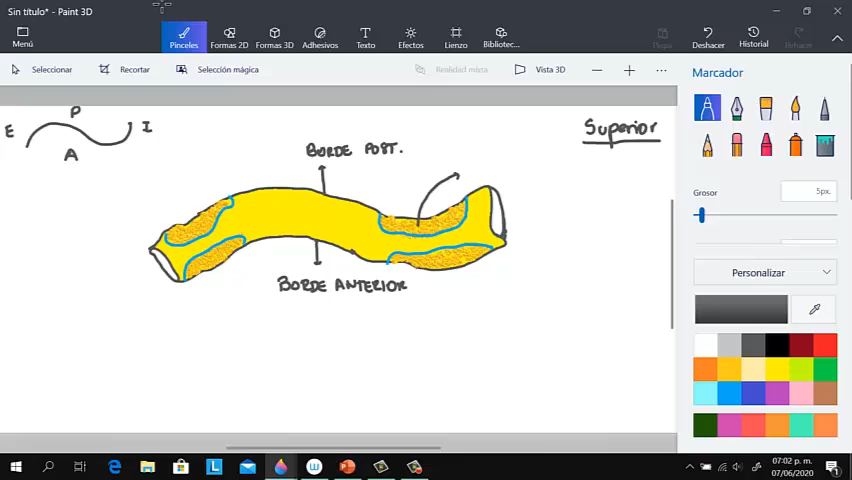 Sin título* - Paint 3D
Menú
Pinceles
Formas 2D
Formas 3D
Adhesivos
Texto
Efectos
Lienzo
Bibliotec...
Pega
Deshacer
Historial
Rehacer
Seleccionar
Recortar
Selección mágica
Realidad mixta
Vista 3D
Marcador
Grosor
5px.
Personalizar
E
P
I
A
Superior
BORDE POST.
BORDE ANTERIOR
07:02 p. m.
07/06/2020